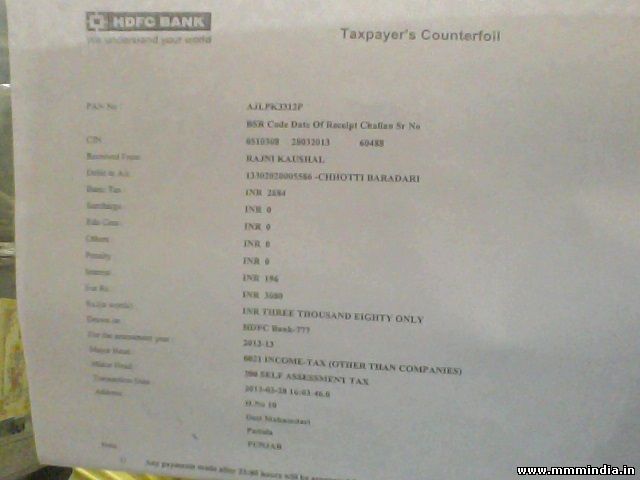 HDFC BANK
We understand your world
Taxpayer's Counterfoil
PAN No AJLPK3312P
BSR Code Date Of Receipt Challan Sr No
CIN 0510308 28032013 60488
Received From RAJNI KAUSHAL
Debit to A/c 13302020005586 -CHHOTTI BARADARI
Basic Tax INR 2884
Surcharge INR 0
Edu Cess INR 0
Others INR 0
Penalty INR 0
Interest INR 196
For Rs. INR 3080
Rs.(in words) INR THREE THOUSAND EIGHTY ONLY
Drawn on HDFC Bank-777
For the assessment year 2012-13
Major Head 0021 INCOME-TAX (OTHER THAN COMPANIES)
Minor Head 300 SELF ASSESSMENT TAX
Transaction Date 2013-03-28 16:03:46.0
Address H.No 10
Patiala
PUNJAB
Any payments made after
www.mmmindia.in